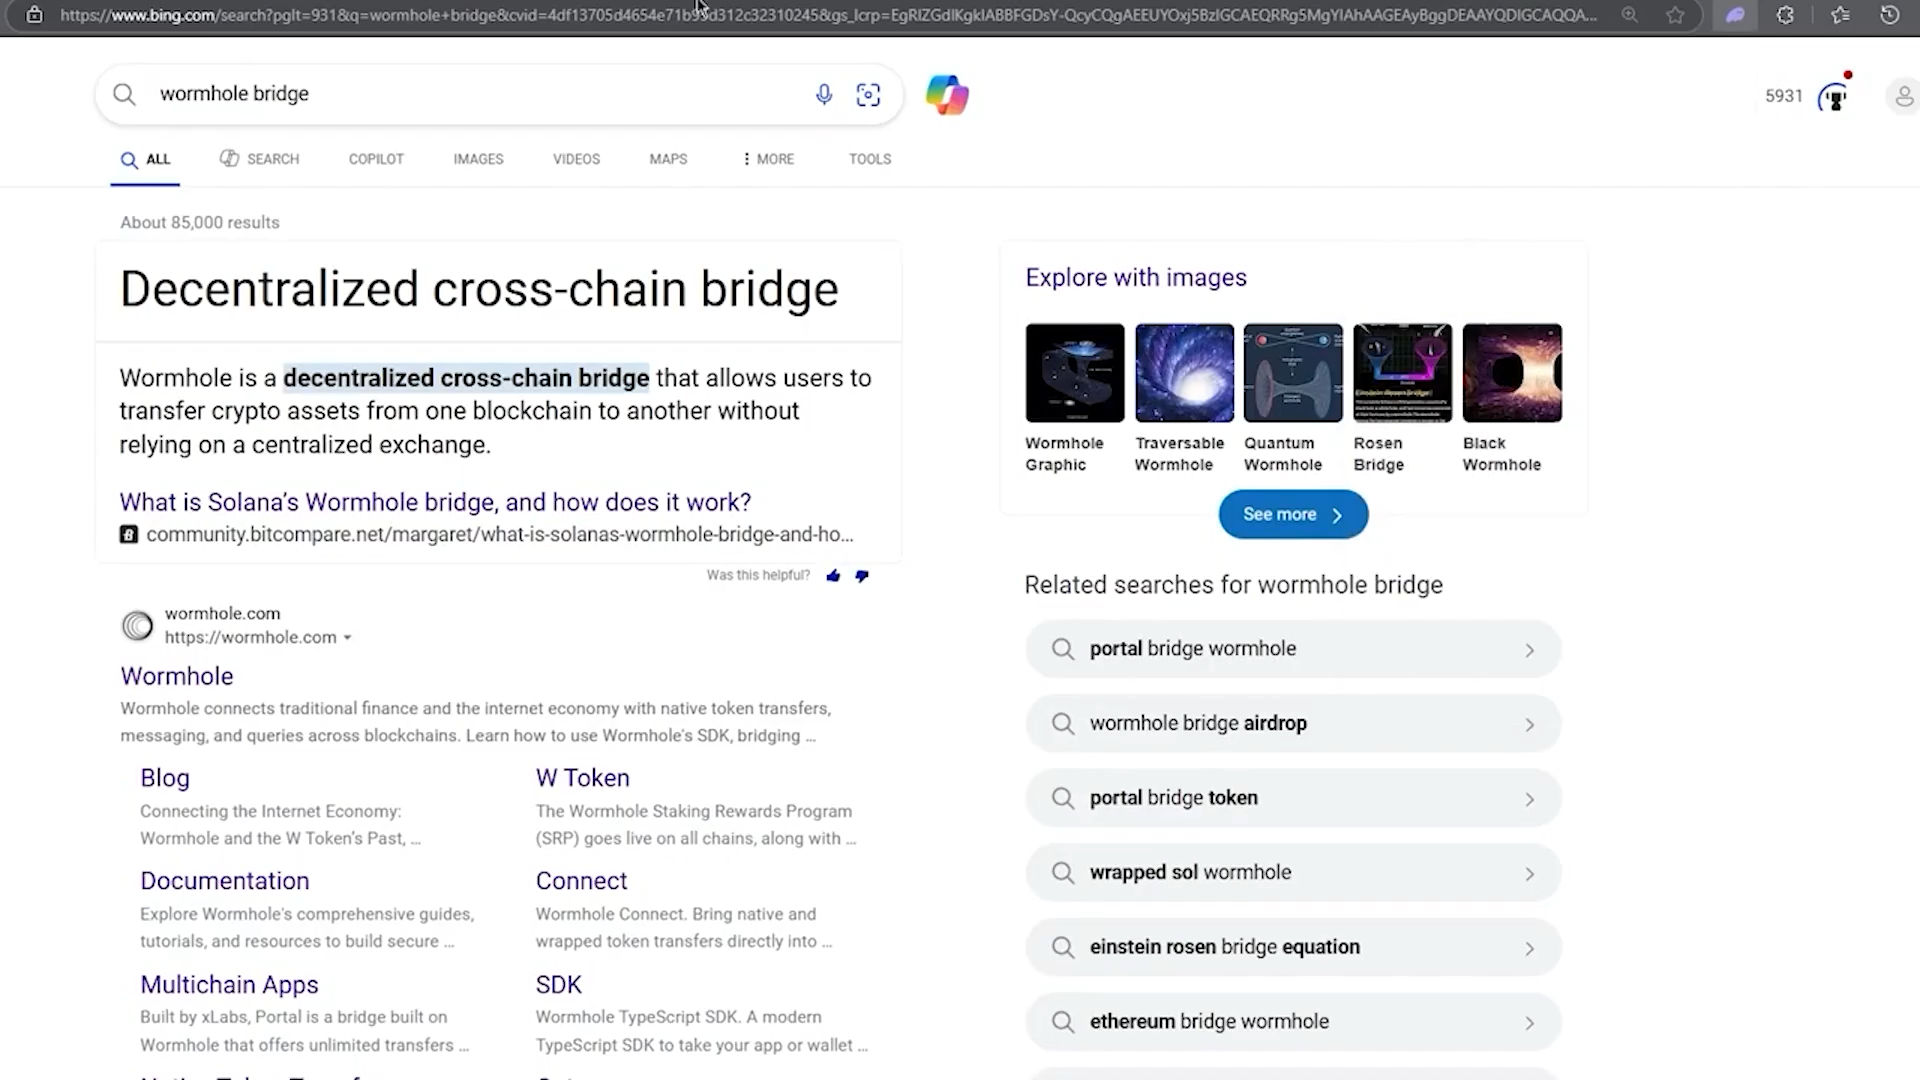 https://www.bing.com/search?pglt=931&q=wormhole+bridge&cvid=
wormhole bridge
5931
ALL
SEARCH
COPILOT
IMAGES
VIDEOS
MAPS
MORE
TOOLS
About 85,000 results
Decentralized cross-chain bridge
Wormhole is a decentralized cross-chain bridge that allows users to
transfer crypto assets from one blockchain to another without
relying on a centralized exchange.
What is Solana’s Wormhole bridge, and how does it work?
community.bitcompare.net/margaret/what-is-solanas-wormhole-bridge-and-ho...
Was this helpful?
wormhole.com
https://wormhole.com
Wormhole
Wormhole connects traditional finance and the internet economy with native token transfers,
messaging, and queries across blockchains. Learn how to use Wormhole's SDK, bridging ...
Blog
Connecting the Internet Economy:
Wormhole and the W Token’s Past, ...
W Token
The Wormhole Staking Rewards Program
(SRP) goes live on all chains, along with ...
Documentation
Explore Wormhole's comprehensive guides,
tutorials, and resources to build secure ...
Connect
Wormhole Connect. Bring native and
wrapped token transfers directly into ...
Multichain Apps
Built by xLabs, Portal is a bridge built on
Wormhole that offers unlimited transfers ...
SDK
Wormhole TypeScript SDK. A modern
TypeScript SDK to take your app or wallet ...
Explore with images
Wormhole
Graphic
Traversable
Wormhole
Quantum
Wormhole
Rosen
Bridge
Black
Wormhole
See more
Related searches for wormhole bridge
portal bridge wormhole
wormhole bridge airdrop
portal bridge token
wrapped sol wormhole
einstein rosen bridge equation
ethereum bridge wormhole